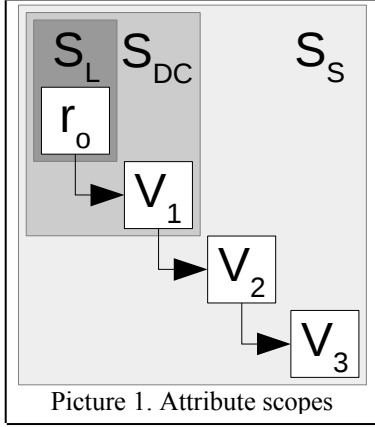 S_L S_DC S_S
r_o
V_1
V_2
V_3
Picture 1. Attribute scopes